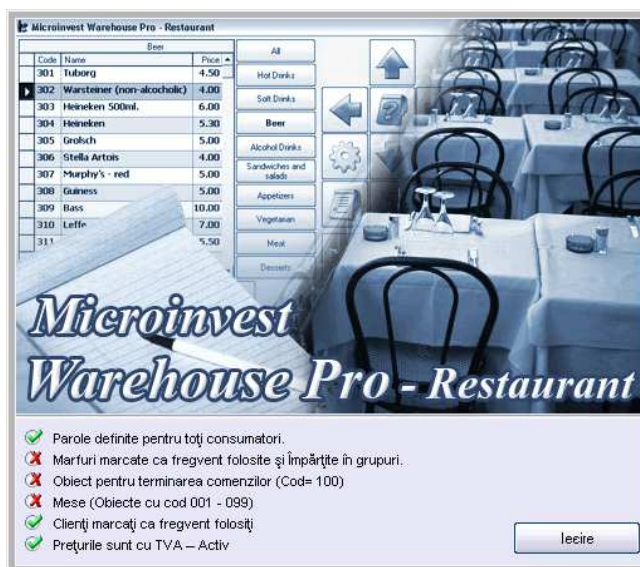 Microinvest Warehouse Pro - Restaurant
Beer
Code Name Price
301 Tuborg 4.50
302 Warsteiner (non-alcocholic) 4.00
303 Heineken 500ml. 6.00
304 Heineken 5.30
305 Grolsch 5.00
306 Stella Artois 4.00
307 Murphy's - red 5.00
308 Guiness 5.00
309 Bass 10.00
310 Leffe 7.00
311 5.50
All
Hot Drinks
Soft Drinks
Beer
Alcohol Drinks
Sandwiches and
salads
Appetizers
Vegetarian
Meat
Desserts
Microinvest
Warehouse Pro - Restaurant
Parole definite pentru toţi consumatori.
Marfuri marcate ca fregvent folosite şi Împărţite în grupuri.
Obiect pentru terminarea comenzilor (Cod= 100)
Mese (Obiecte cu cod 001 - 099)
Clienţi marcaţi ca fregvent folosiţi
Preţurile sunt cu TVA – Activ
Ieєire